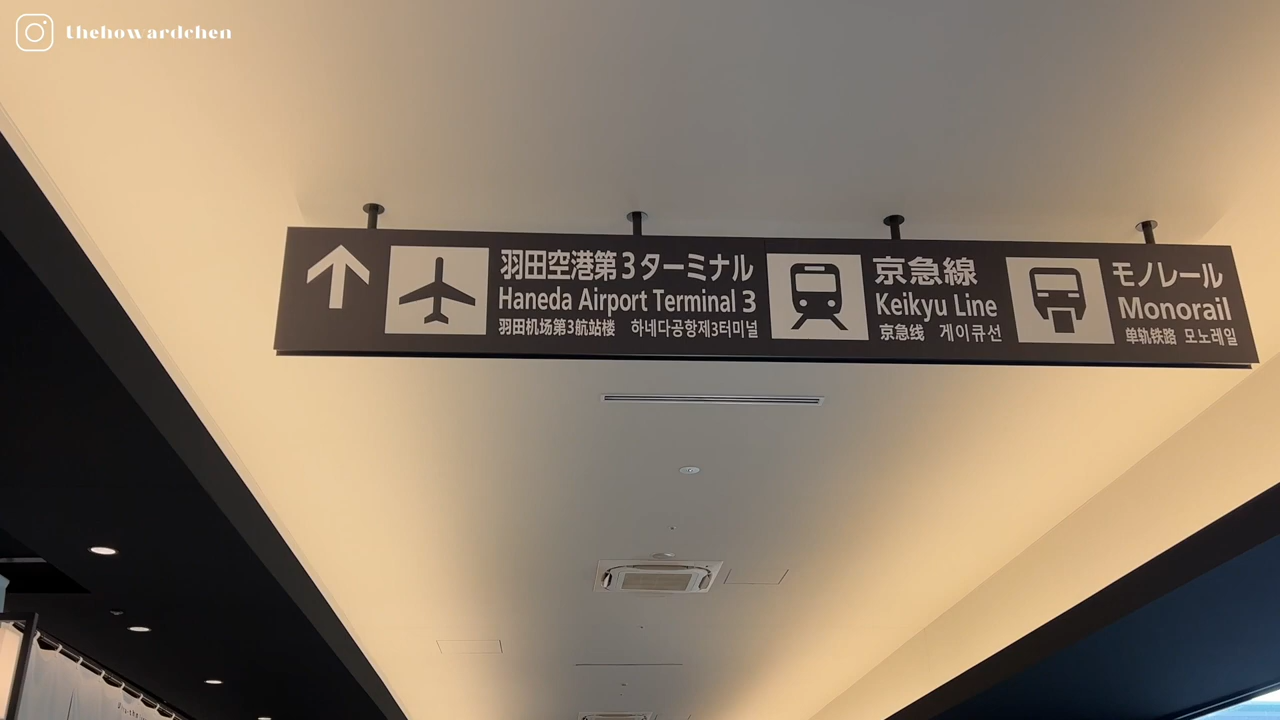 thehowardchen
羽田空港第3ターミナル
Haneda Airport Terminal 3
羽田机场第3航站楼 하네다공항제3터미널
京急線
Keikyu Line
京急线 게이큐선
モノレール
Monorail
单轨铁路 모노레일